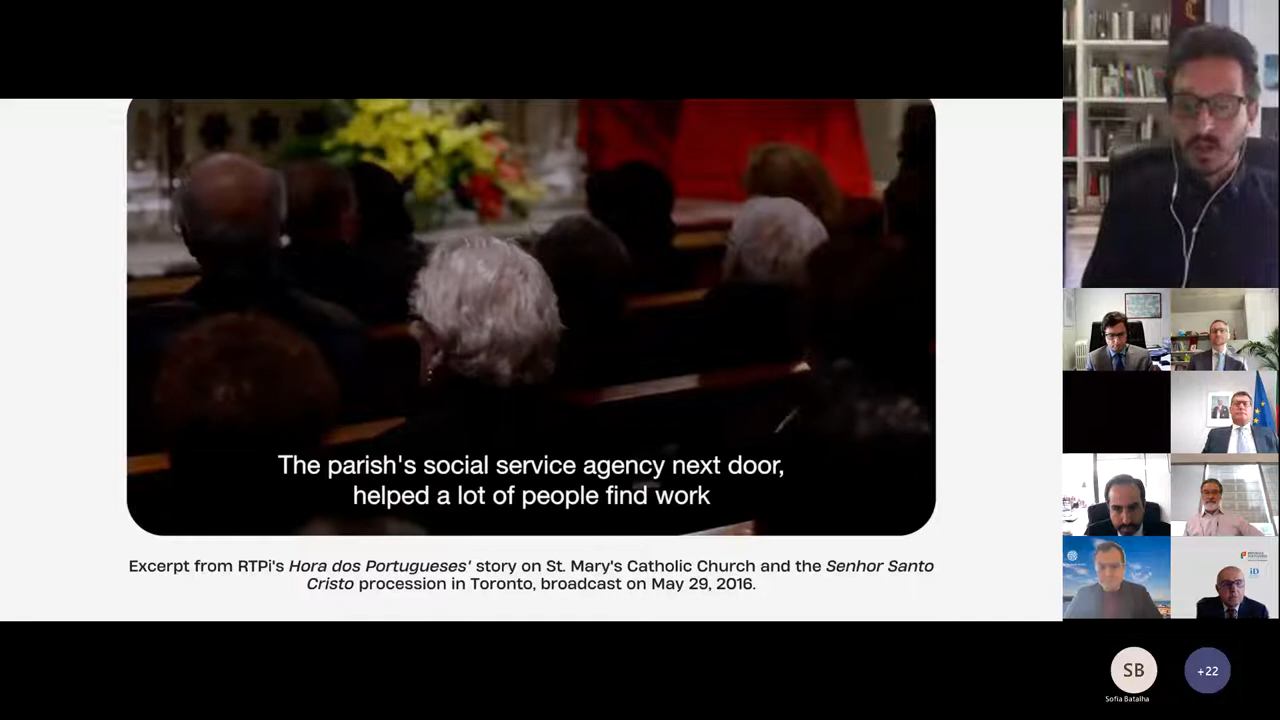 The parish's social service agency next door,
helped a lot of people find work
Excerpt from RTPi's Hora dos Portugueses' story on St. Mary's Catholic Church and the Senhor Santo
Cristo procession in Toronto, broadcast on May 29, 2016.
iD
SB
+22
Sofia Batalha